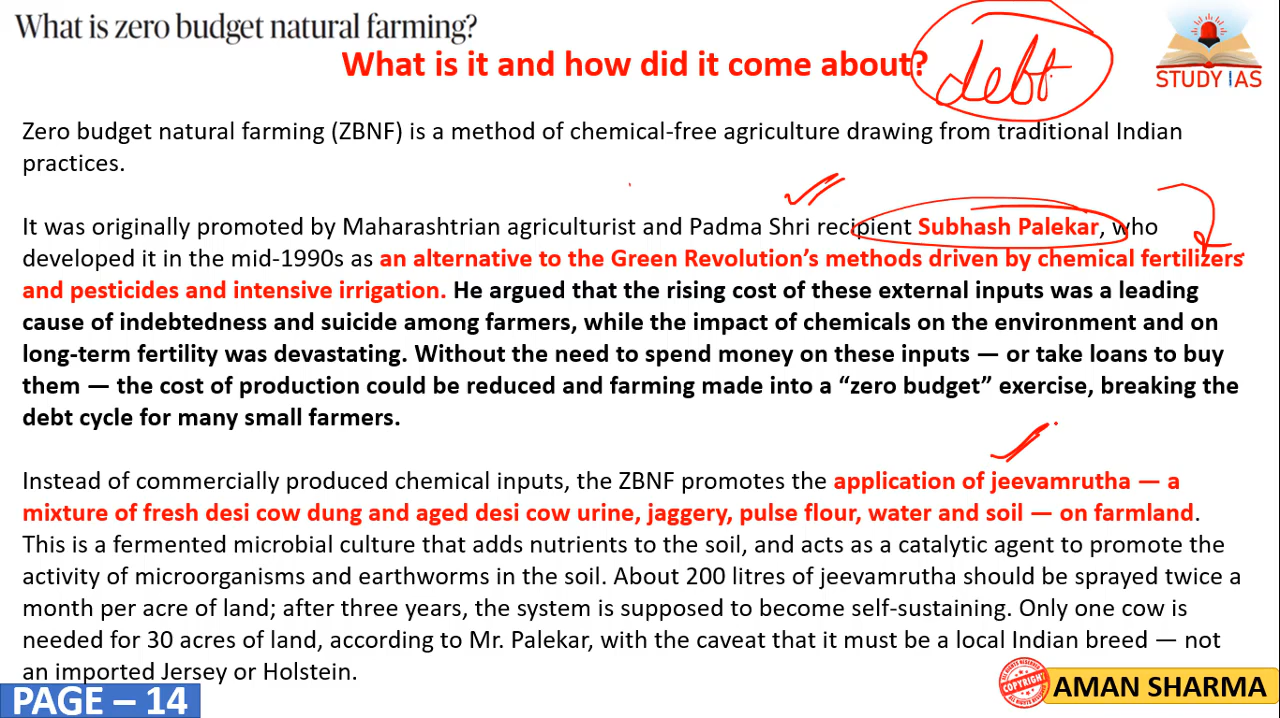 What is zero budget natural farming?
What is it and how did it come about?
debt
STUDY IAS
Zero budget natural farming (ZBNF) is a method of chemical-free agriculture drawing from traditional Indian
practices.
It was originally promoted by Maharashtrian agriculturist and Padma Shri recipient Subhash Palekar, who
developed it in the mid-1990s as an alternative to the Green Revolution’s methods driven by chemical fertilizers
and pesticides and intensive irrigation. He argued that the rising cost of these external inputs was a leading
cause of indebtedness and suicide among farmers, while the impact of chemicals on the environment and on
long-term fertility was devastating. Without the need to spend money on these inputs — or take loans to buy
them — the cost of production could be reduced and farming made into a “zero budget” exercise, breaking the
debt cycle for many small farmers.
Instead of commercially produced chemical inputs, the ZBNF promotes the application of jeevamrutha — a
mixture of fresh desi cow dung and aged desi cow urine, jaggery, pulse flour, water and soil — on farmland.
This is a fermented microbial culture that adds nutrients to the soil, and acts as a catalytic agent to promote the
activity of microorganisms and earthworms in the soil. About 200 litres of jeevamrutha should be sprayed twice a
month per acre of land; after three years, the system is supposed to become self-sustaining. Only one cow is
needed for 30 acres of land, according to Mr. Palekar, with the caveat that it must be a local Indian breed — not
an imported Jersey or Holstein.
PAGE – 14
COPYRIGHT
AMAN SHARMA